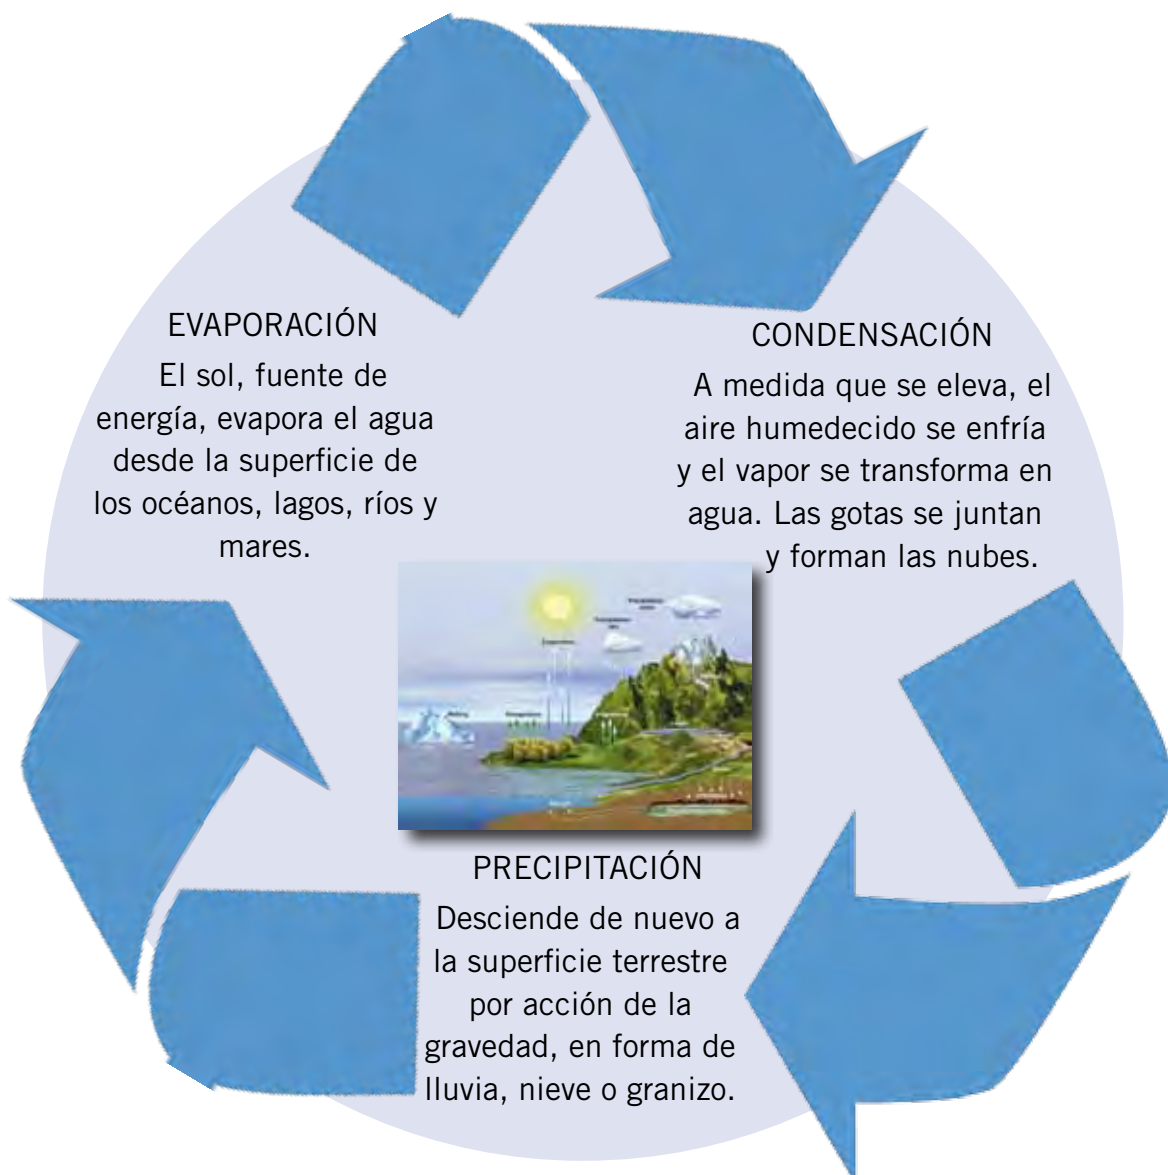 EVAPORACIÓN
El sol, fuente de
energía, evapora el agua
desde la superficie de
los océanos, lagos, ríos y
mares.
CONDENSACIÓN
A medida que se eleva, el
aire humedecido se enfría
y el vapor se transforma en
agua. Las gotas se juntan
y forman las nubes.
PRECIPITACIÓN
Desciende de nuevo a
la superficie terrestre
por acción de la
gravedad, en forma de
lluvia, nieve o granizo.